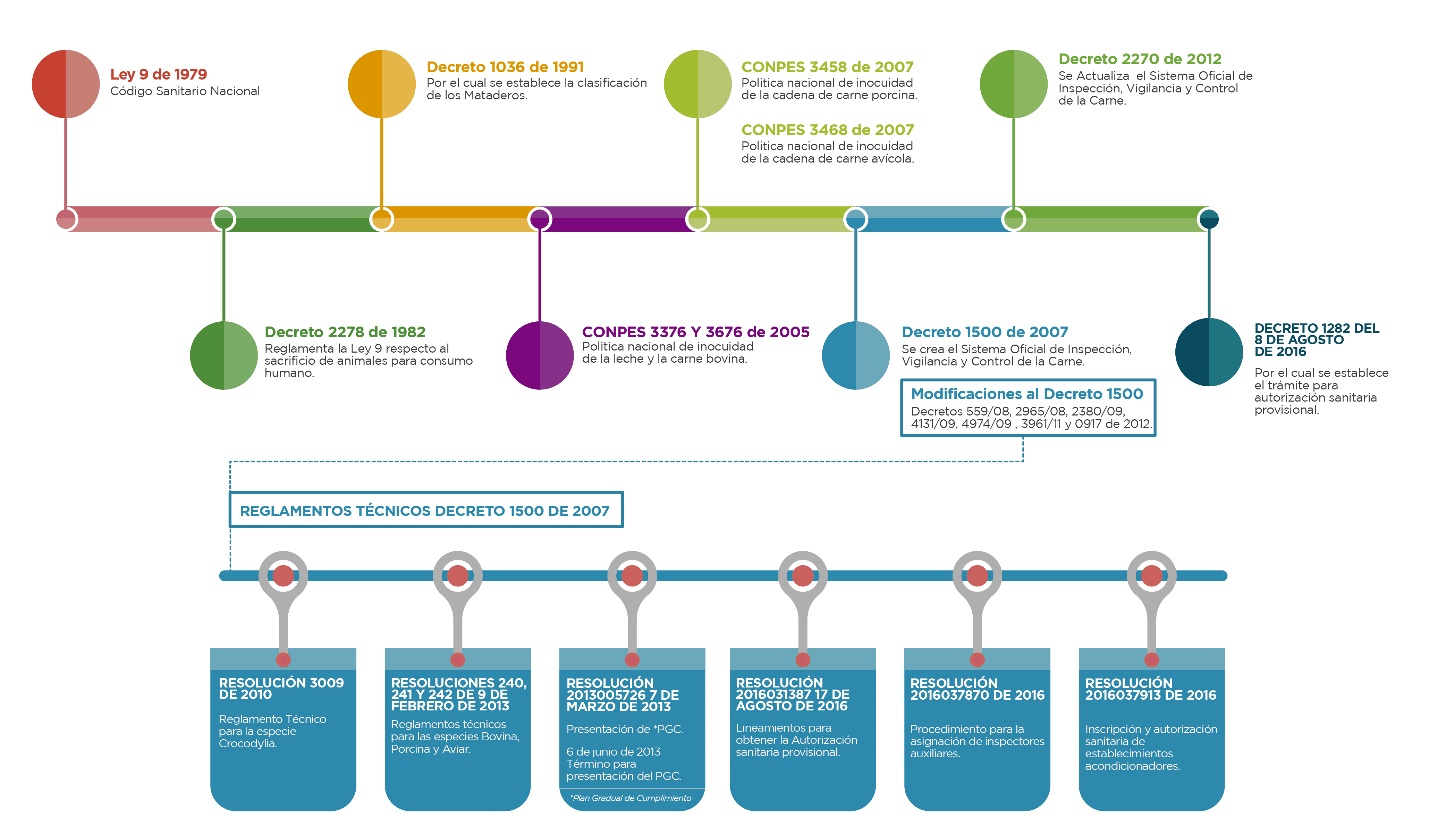 Ley 9 de 1979
Código Sanitario Nacional
Decreto 1036 de 1991
Por el cual se establece la clasificación
de los Mataderos.
CONPES 3458 de 2007
Politica nacional de inocuidad
de la cadena de carne porcina.
CONPES 3468 de 2007
Politica nacional de inocuidad
de la cadena de carne avícola.
Decreto 2270 de 2012
Se Actualiza el Sistema Oficial de
Inspección, Vigilancia y Control
de la Carne.
Decreto 2278 de 1982
Reglamenta la Ley 9 respecto al
sacrificio de animales para consumo
humano.
CONPES 3376 Y 3676 de 2005
Politica nacional de inocuidad
de la leche y la carne bovina.
Decreto 1500 de 2007
Se crea el Sistema Oficial de Inspección,
Vigilancia y Control de la Carne.
Modificaciones al Decreto 1500
Decretos 559/08, 2965/08, 2380/09,
4131/09, 4974/09 , 3961/11 y 0917 de 2012.
DECRETO 1282 DEL
8 DE AGOSTO
DE 2016
Por el cual se establece
el trámite para
autorización sanitaria
provisional.
REGLAMENTOS TÉCNICOS DECRETO 1500 DE 2007
RESOLUCIÓN 3009
DE 2010
Reglamento Técnico
para la especie
Crocodylia.
RESOLUCIONES 240,
241 Y 242 DE 9 DE
FEBRERO DE 2013
Reglamentos técnicos
para las especies Bovina,
Porcina y Aviar.
RESOLUCIÓN
2013005726 7 DE
MARZO DE 2013
Presentación de *PGC.
6 de junio de 2013
Término para
presentación del PGC.
*Plan Gradual de Cumplimiento
RESOLUCIÓN
2016031387 17 DE
AGOSTO DE 2016
Lineamientos para
obtener la Autorización
sanitaria provisional.
RESOLUCIÓN
2016037870 DE 2016
Procedimiento para la
asignación de inspectores
auxiliares.
RESOLUCIÓN
2016037913 DE 2016
Inscripción y autorización
sanitaria de
establecimientos
acondicionadores.